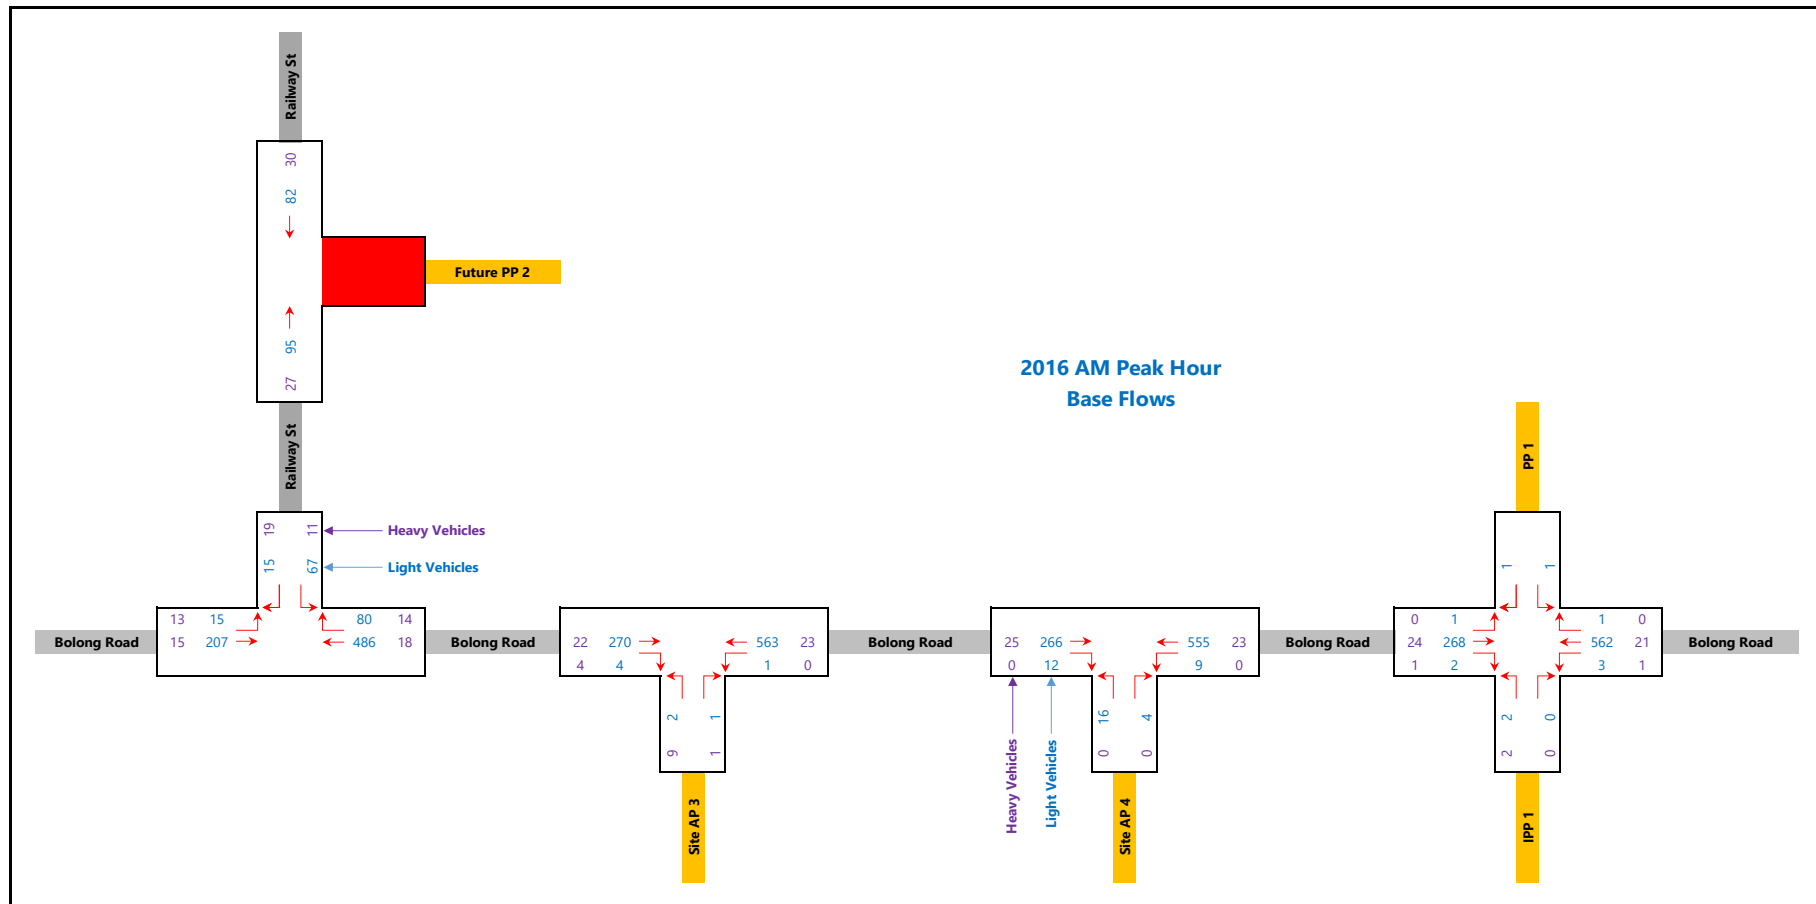 Railway St
30
82
Future PP 2
95
27
2016 AM Peak Hour
Base Flows
Railway St
PP 1
19 11 Heavy Vehicles
15 67 Light Vehicles
1 1
13 15 80 14
Bolong Road 15 207 486 18 Bolong Road
22 270 563 23 Bolong Road
4 4 1 0
2 1
9 1
Site AP 3
25 266 555 23 Bolong Road
0 12 9 0
16 4
0 0
Heavy Vehicles
Light Vehicles
Site AP 4
0 1 1 0
24 268 562 21 Bolong Road
1 2 3 1
2 0
2 0
IPP 1